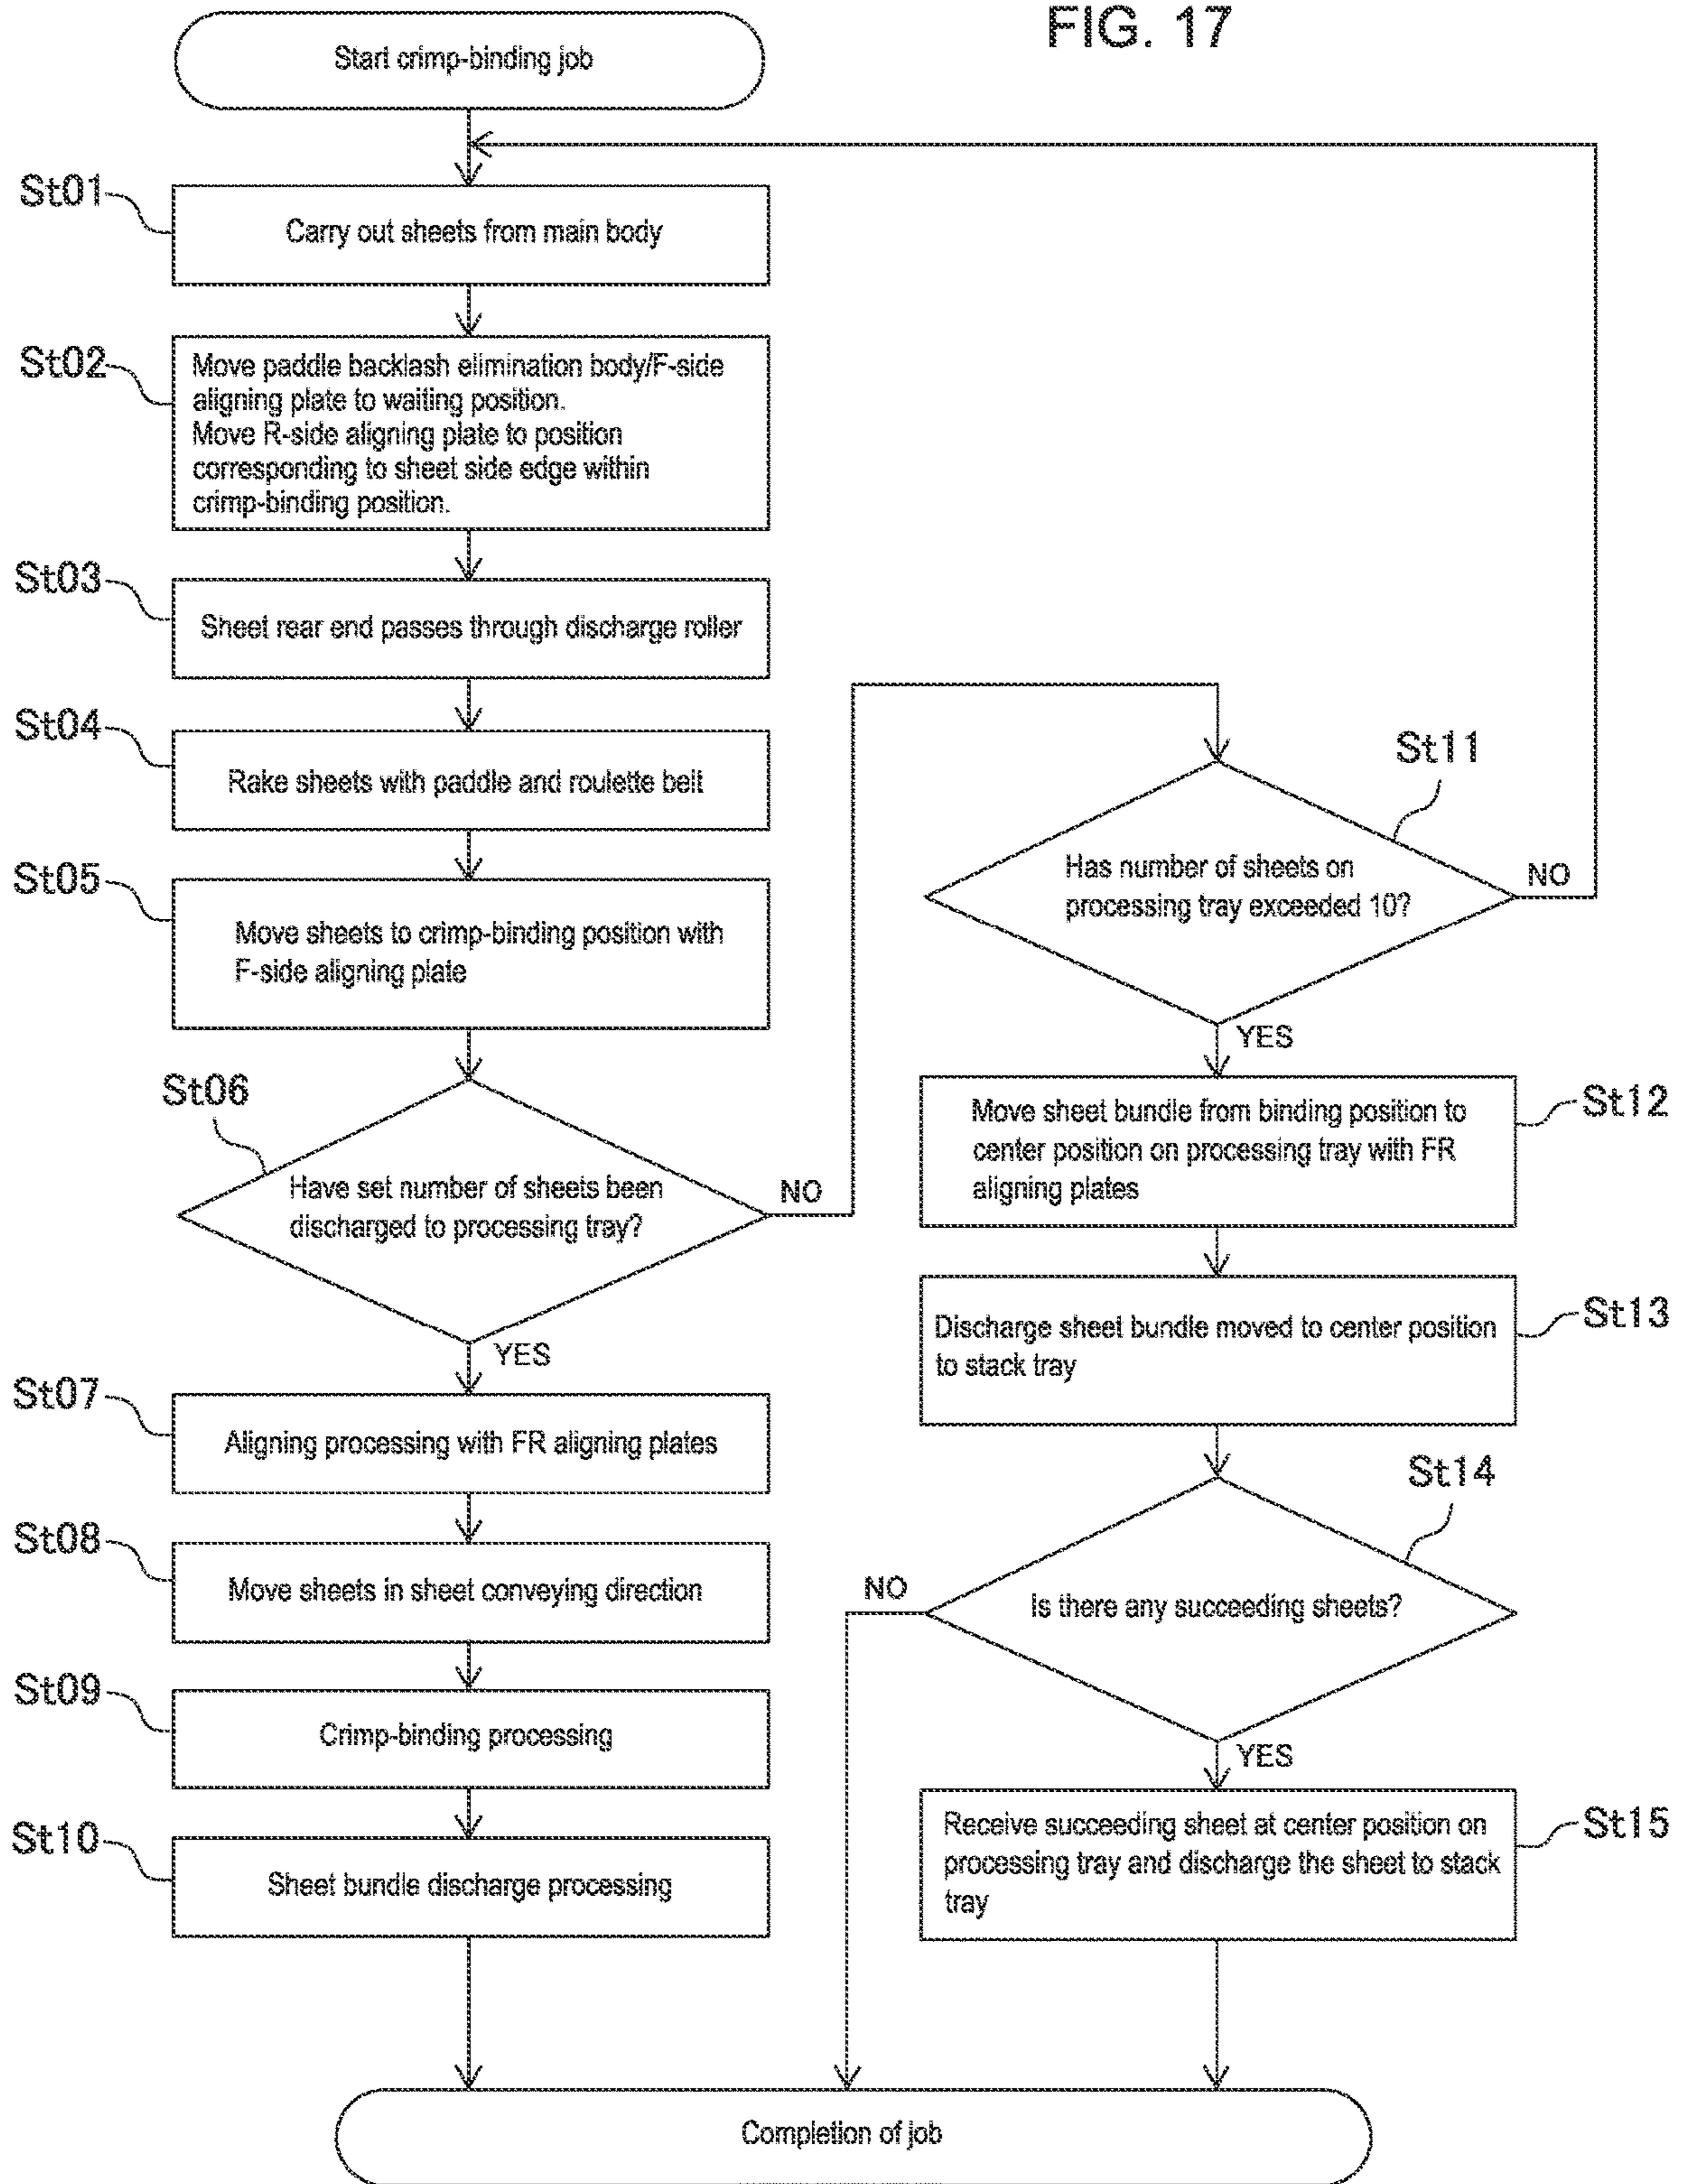 FIG. 17
Start crimp-binding job
St01
Carry out sheets from main body
St02
Move paddle backlash elimination body/F-side
aligning plate to waiting position.
Move R-side aligning plate to position
corresponding to sheet side edge within
crimp-binding position.
St03
Sheet rear end passes through discharge roller
St04
Rake sheets with paddle and roulette belt
St05
Move sheets to crimp-binding position with
F-side aligning plate
St06
Have set number of sheets been
discharged to processing tray?
NO
YES
St07
Aligning processing with FR aligning plates
St08
Move sheets in sheet conveying direction
St09
Crimp-binding processing
St10
Sheet bundle discharge processing
St11
Has number of sheets on
processing tray exceeded 10?
NO
YES
St12
Move sheet bundle from binding position to
center position on processing tray with FR
aligning plates
St13
Discharge sheet bundle moved to center position
to stack tray
St14
Is there any succeeding sheets?
NO
YES
St15
Receive succeeding sheet at center position on
processing tray and discharge the sheet to stack
tray
Completion of job